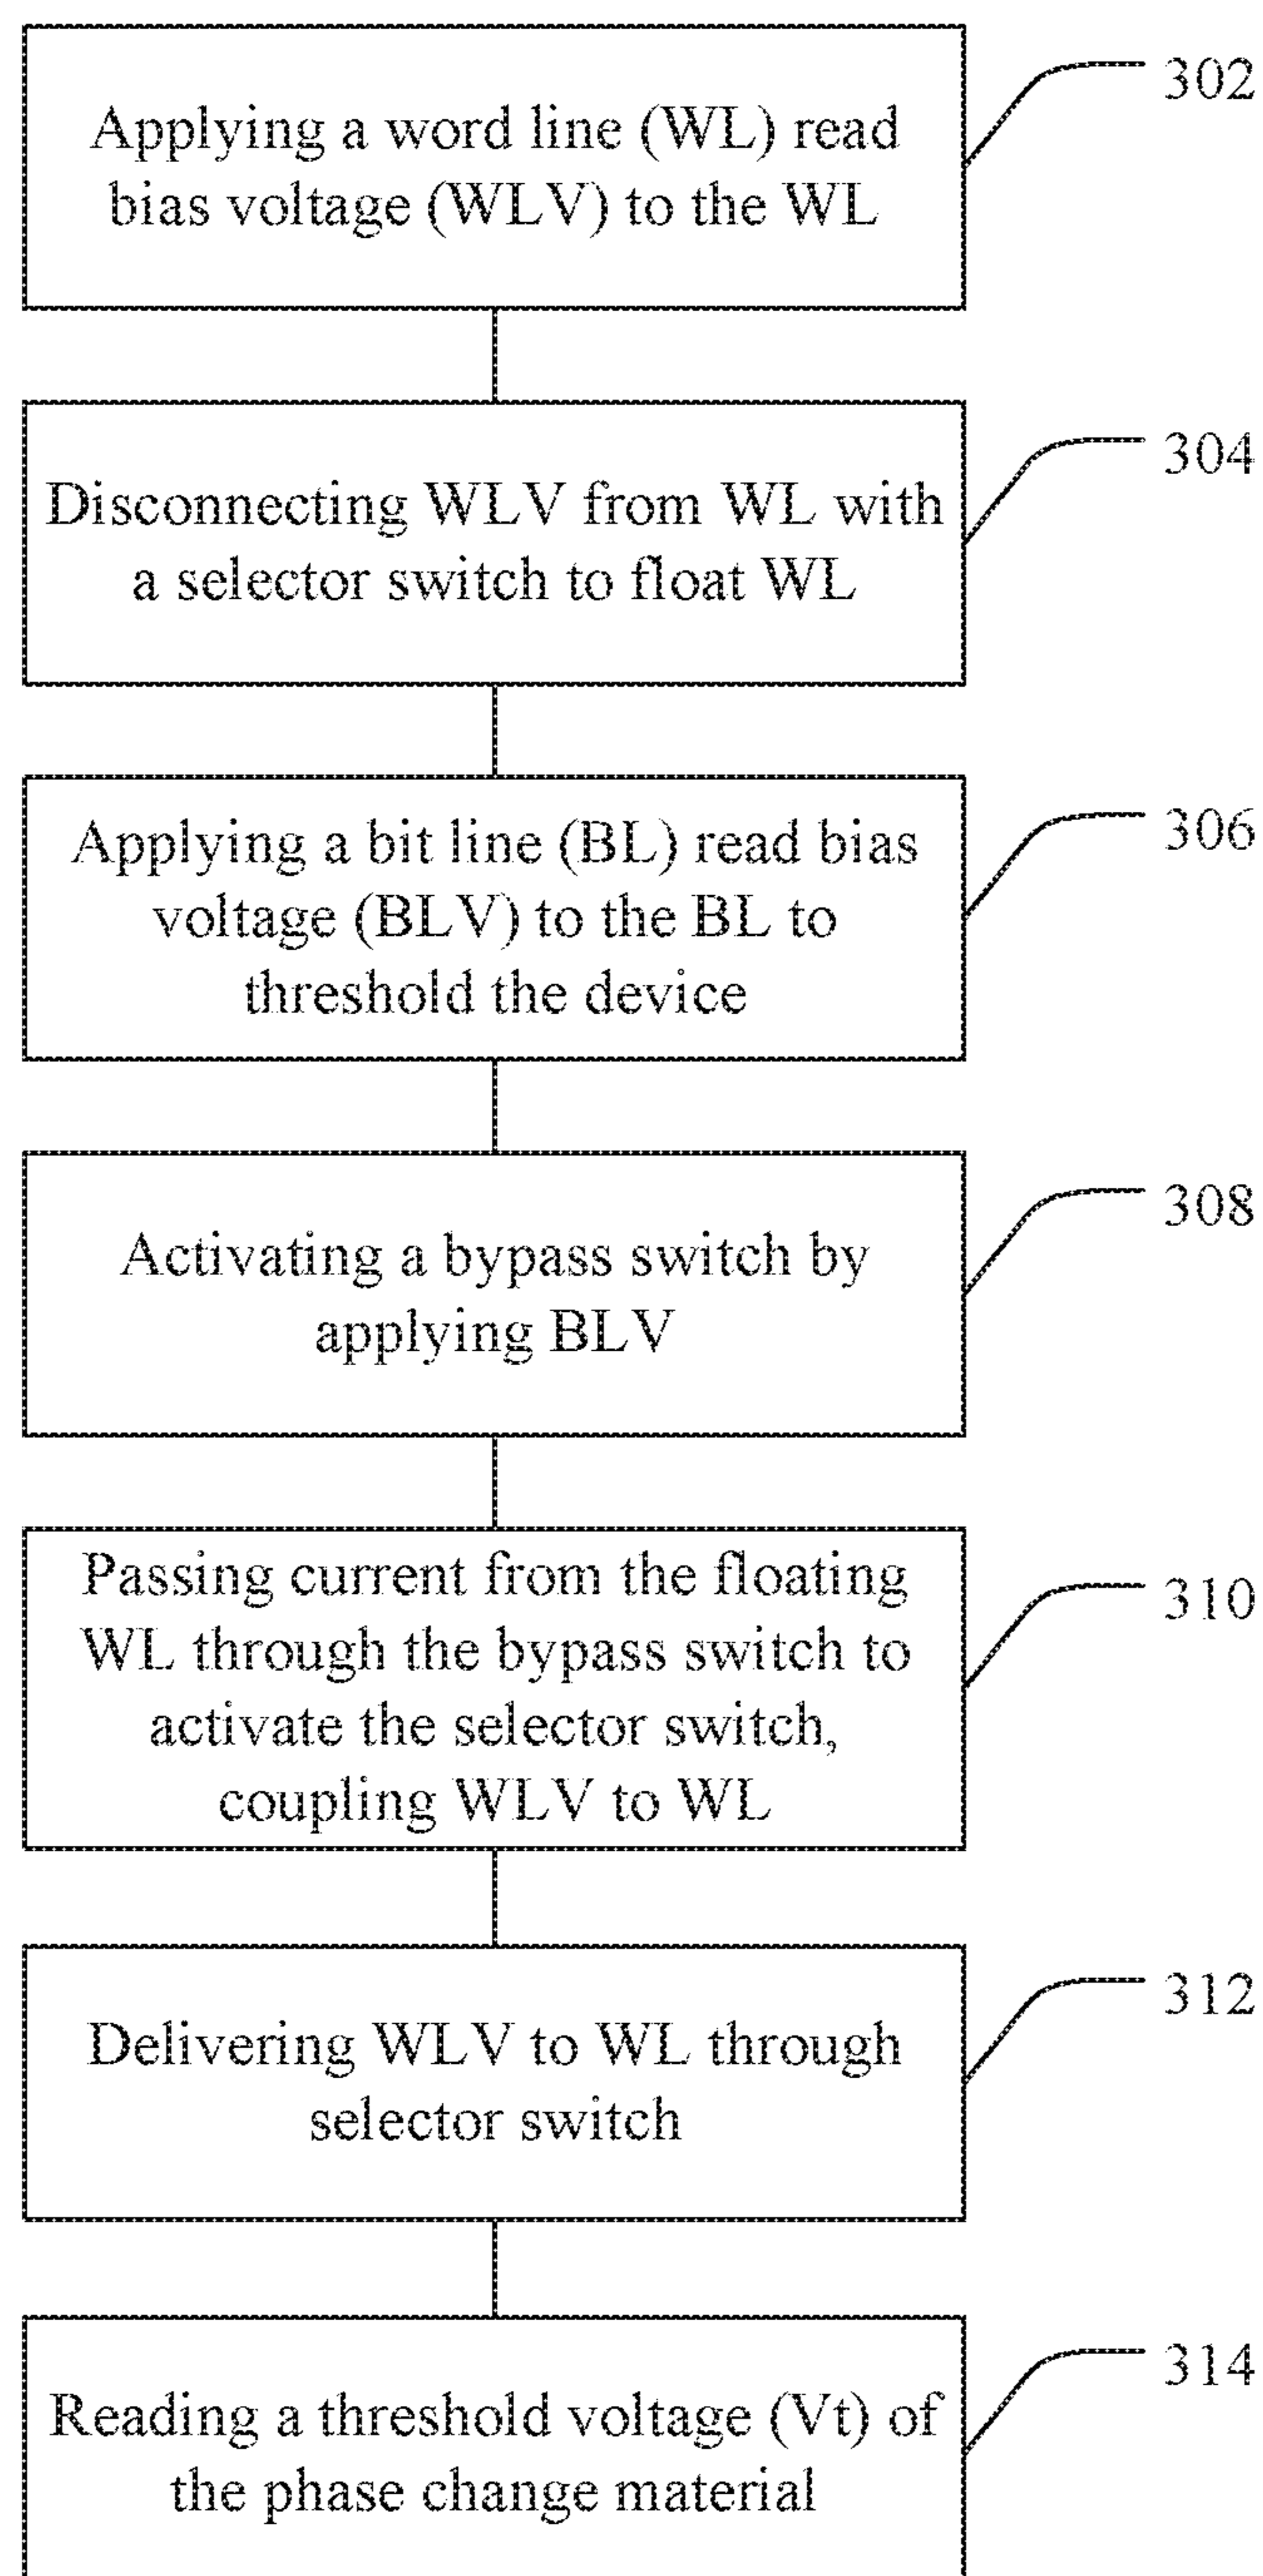 Applying a word line (WL) read
bias voltage (WLV) to the WL
302
Disconnecting WLV from WL with
a selector switch to float WL
304
Applying a bit line (BL) read bias
voltage (BLV) to the BL to
threshold the device
306
Activating a bypass switch by
applying BLV
308
Passing current from the floating
WL through the bypass switch to
activate the selector switch,
coupling WLV to WL
310
Delivering WLV to WL through
selector switch
312
Reading a threshold voltage (Vt) of
the phase change material
314